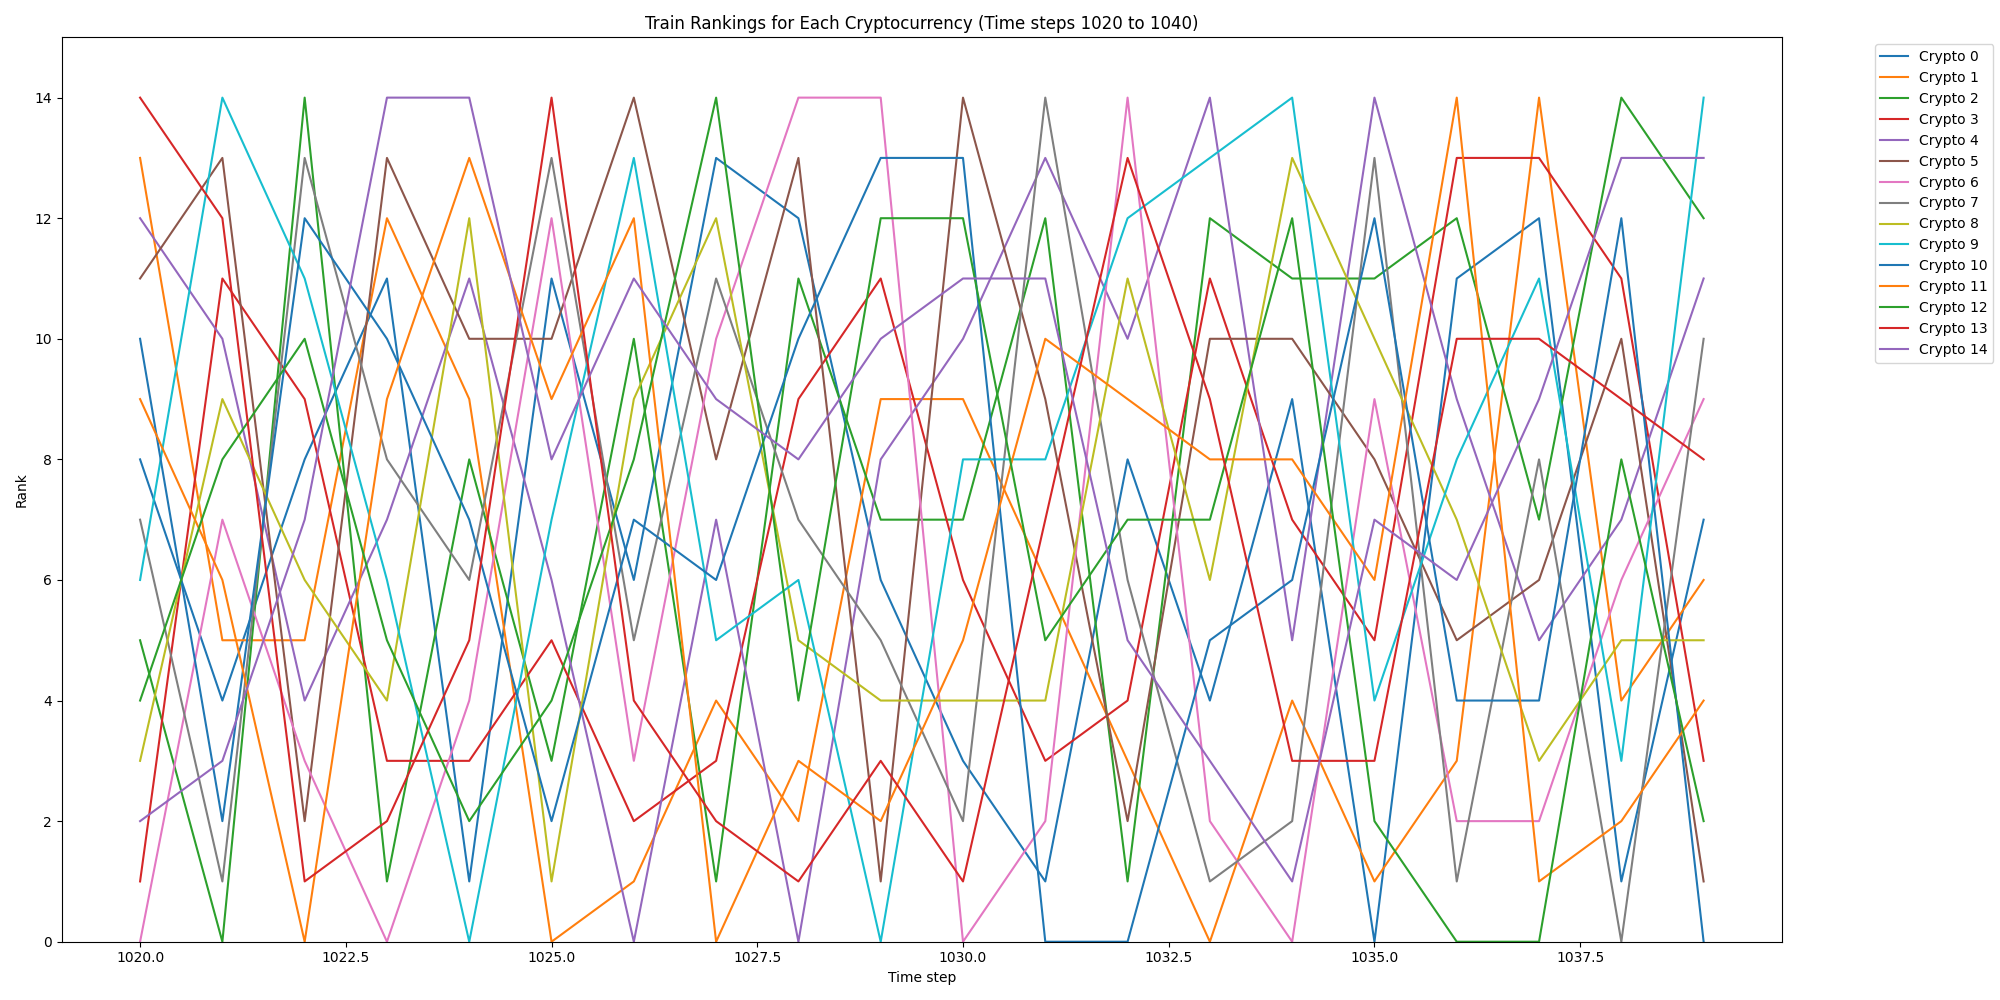 Train Rankings for Each Cryptocurrency (Time steps 1020 to 1040)
Crypto 0
Crypto 1
Crypto 2
Crypto 3
Crypto 4
Crypto 5
Crypto 6
Crypto 7
Crypto 8
Crypto 9
Crypto 10
Crypto 11
Crypto 12
Crypto 13
Crypto 14
14
12
10
8
6
4
2
0
Rank
1020.0 1022.5 1025.0 1027.5 1030.0 1032.5 1035.0 1037.5
Time step